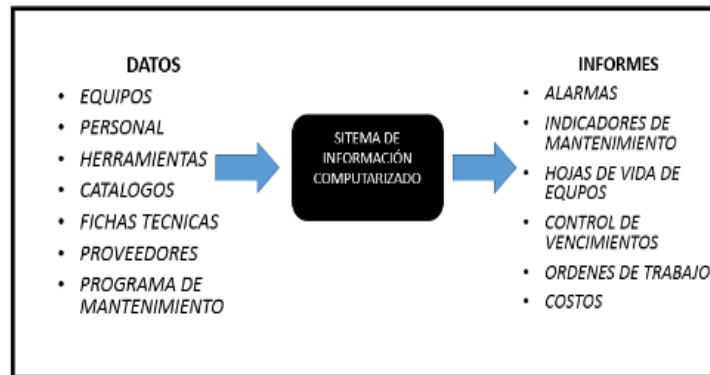 DATOS
EQUIPOS
PERSONAL
HERRAMIENTAS
CATALOGOS
FICHAS TECNICAS
PROVEEDORES
PROGRAMA DE
MANTENIMIENTO
SITEMA DE
INFORMACIÓN
COMPUTARIZADO
INFORMES
ALARMAS
INDICADORES DE
MANTENIMIENTO
HOJAS DE VIDA DE
EQUPOS
CONTROL DE
VENCIMIENTOS
ORDENES DE TRABAJO
COSTOS